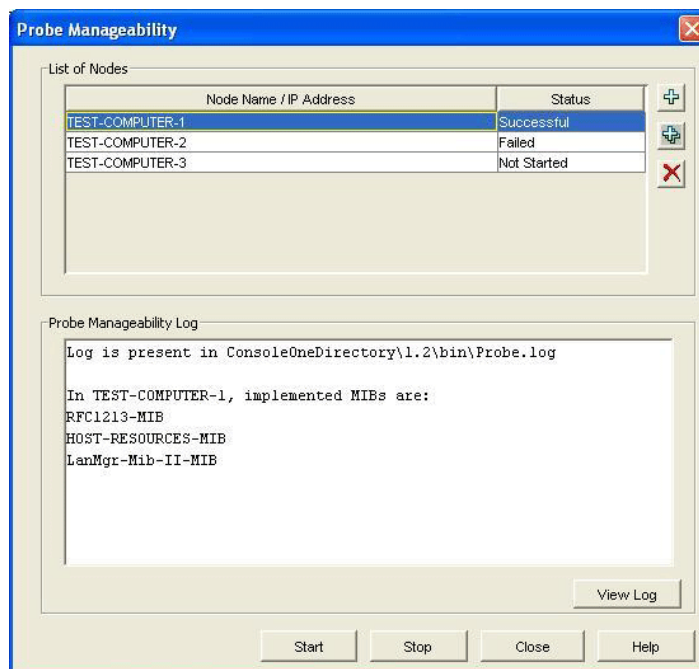 Probe Manageability
List of Nodes
Node Name / IP Address Status
TEST-COMPUTER-1 Successful
TEST-COMPUTER-2 Failed
TEST-COMPUTER-3 Not Started
Probe Manageability Log
Log is present in ConsoleOneDirectory\1.2\bin\Probe.log
In TEST-COMPUTER-1, implemented MIBs are:
RFC1213-MIB
HOST-RESOURCES-MIB
LanMgr-Mib-II-MIB
View Log
Start Stop Close Help